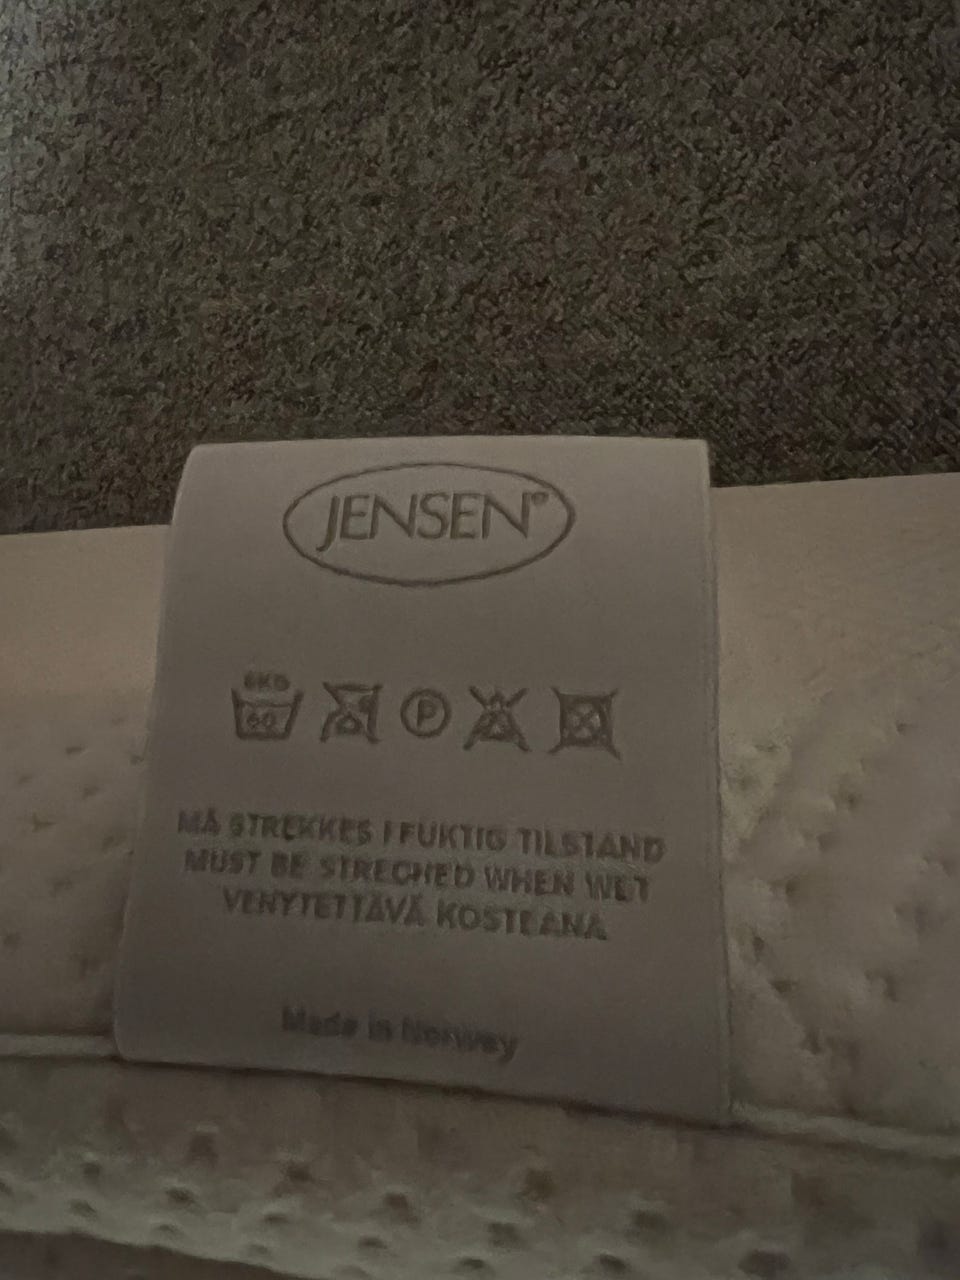 JENSEN®
6KG
60
P
MÅ STREKKES I FUKTIG TILSTAND
MUST BE STRECHED WHEN WET
VENYTETTÄVÄ KOSTEANA
Made in Norway